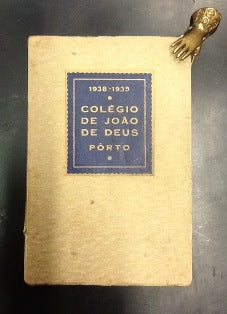 1938-1939
COLÉGIO
DE JOÃO
DE DEUS
PÔRTO